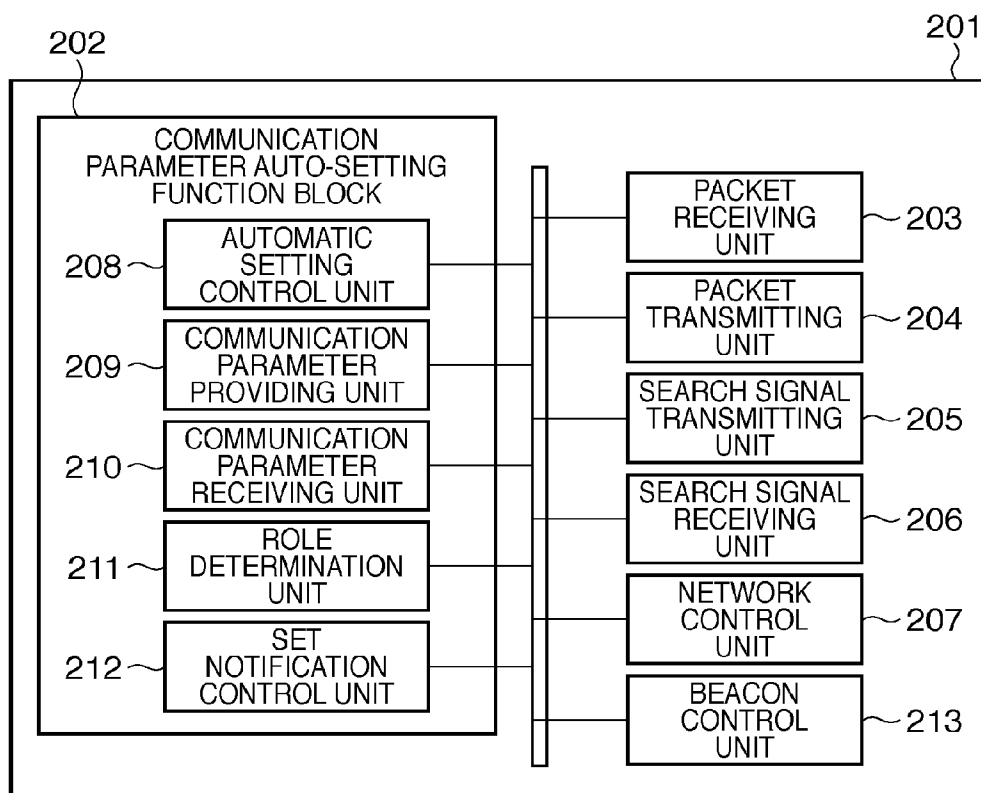 202
201
COMMUNICATION
PARAMETER AUTO-SETTING
FUNCTION BLOCK
208
AUTOMATIC
SETTING
CONTROL UNIT
209
COMMUNICATION
PARAMETER
PROVIDING UNIT
210
COMMUNICATION
PARAMETER
RECEIVING UNIT
211
ROLE
DETERMINATION
UNIT
212
SET
NOTIFICATION
CONTROL UNIT
PACKET
RECEIVING
UNIT
203
PACKET
TRANSMITTING
UNIT
204
SEARCH SIGNAL
TRANSMITTING
UNIT
205
SEARCH SIGNAL
RECEIVING
UNIT
206
NETWORK
CONTROL
UNIT
207
BEACON
CONTROL
UNIT
213